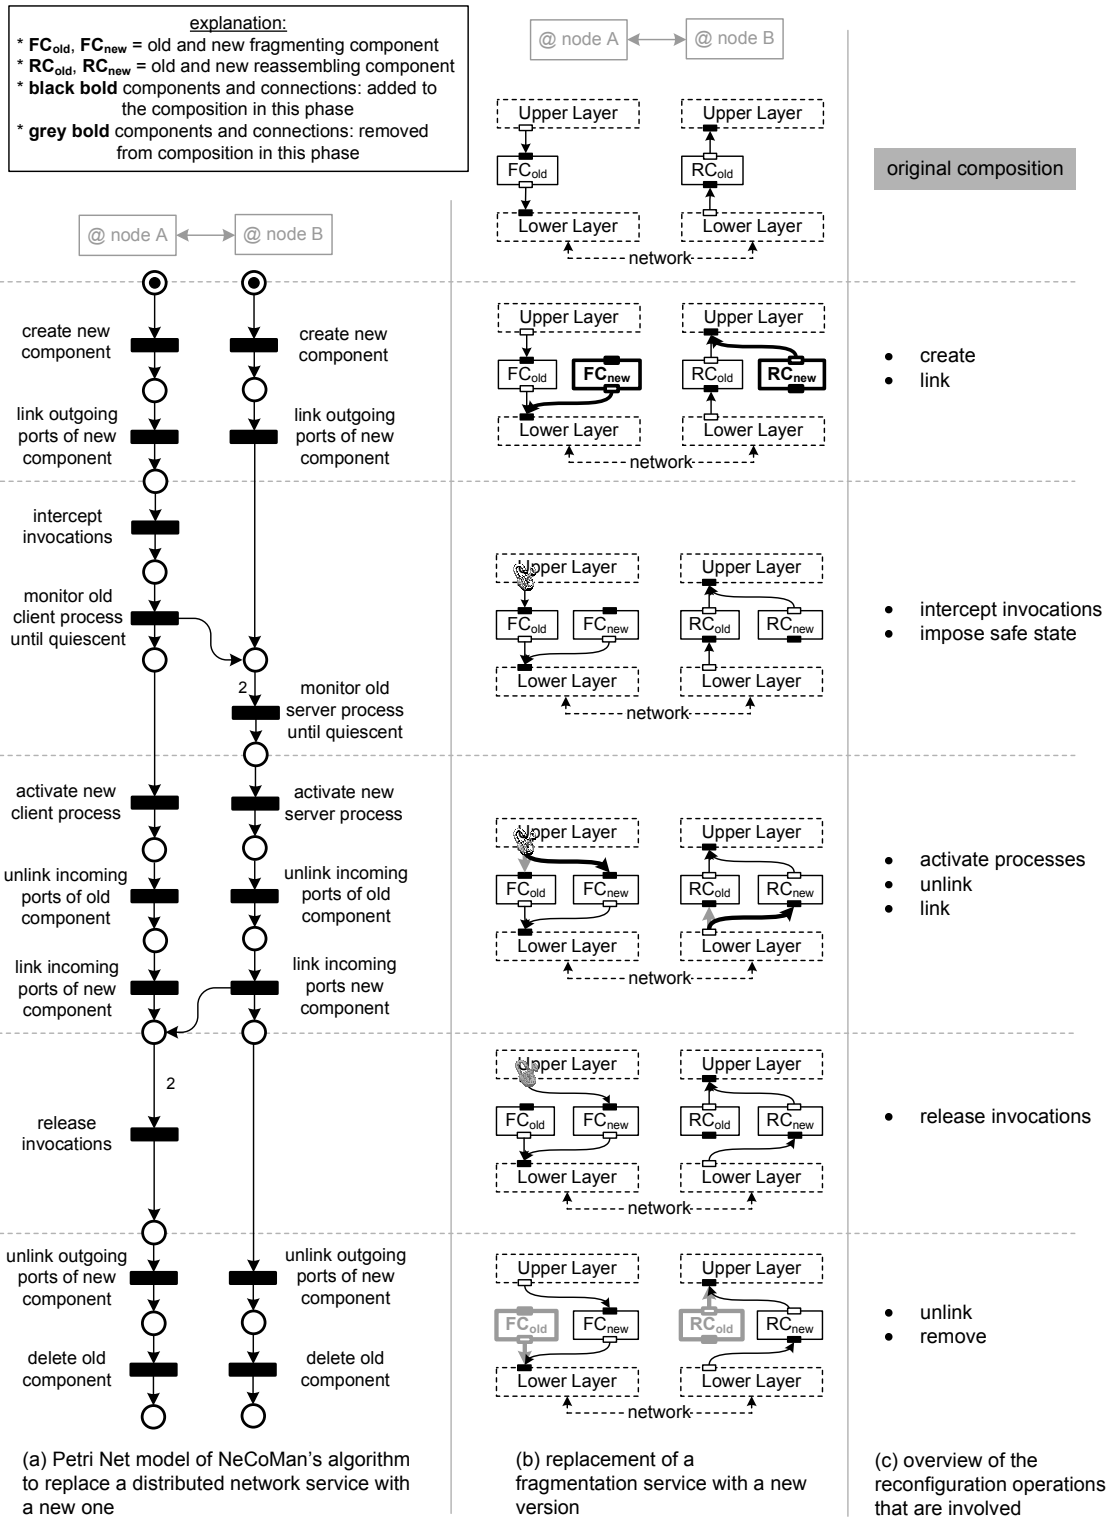 explanation:
* FCold, FCnew = old and new fragmenting component
* RCold, RCnew = old and new reassembling component
* black bold components and connections: added to
the composition in this phase
* grey bold components and connections: removed
from composition in this phase
@ node A
@ node B
Upper Layer
Upper Layer
FCold
RCold
Lower Layer
Lower Layer
network
original composition
@ node A
@ node B
create new
component
create new
component
link outgoing
ports of new
component
link outgoing
ports of new
component
Upper Layer
Upper Layer
FCold
FCnew
RCold
RCnew
Lower Layer
Lower Layer
network
• create
• link
intercept
invocations
monitor old
client process
until quiescent
2
monitor old
server process
until quiescent
Upper Layer
Upper Layer
FCold
FCnew
RCold
RCnew
Lower Layer
Lower Layer
network
• intercept invocations
• impose safe state
activate new
client process
activate new
server process
unlink incoming
ports of old
component
unlink incoming
ports of old
component
link incoming
ports of new
component
link incoming
ports new
component
Upper Layer
Upper Layer
FCold
FCnew
RCold
RCnew
Lower Layer
Lower Layer
network
• activate processes
• unlink
• link
2
release
invocations
Upper Layer
Upper Layer
FCold
FCnew
RCold
RCnew
Lower Layer
Lower Layer
network
• release invocations
unlink outgoing
ports of new
component
unlink outgoing
ports of new
component
delete old
component
delete old
component
Upper Layer
Upper Layer
FCold
FCnew
RCold
RCnew
Lower Layer
Lower Layer
network
• unlink
• remove
(a) Petri Net model of NeCoMan's algorithm
to replace a distributed network service with
a new one
(b) replacement of a
fragmentation service with a new
version
(c) overview of the
reconfiguration operations
that are involved